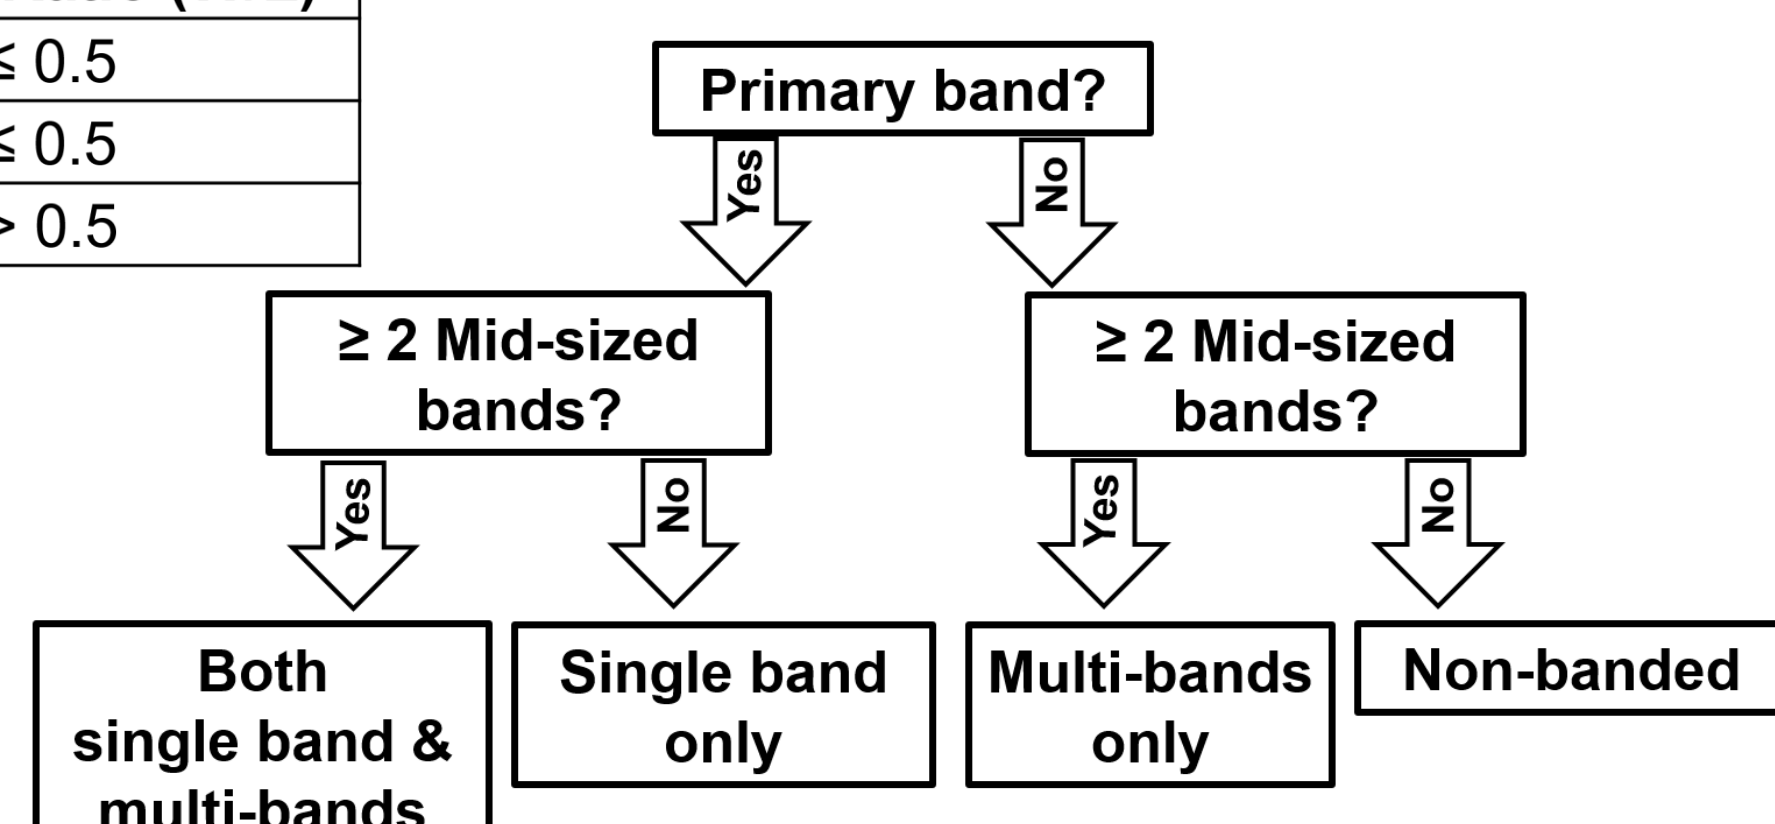 ≤ 0.5
≤ 0.5
> 0.5
Primary band?
Yes
No
≥ 2 Mid-sized
bands?
≥ 2 Mid-sized
bands?
Yes
No
Yes
No
Both
single band &
multi-bands
Single band
only
Multi-bands
only
Non-banded